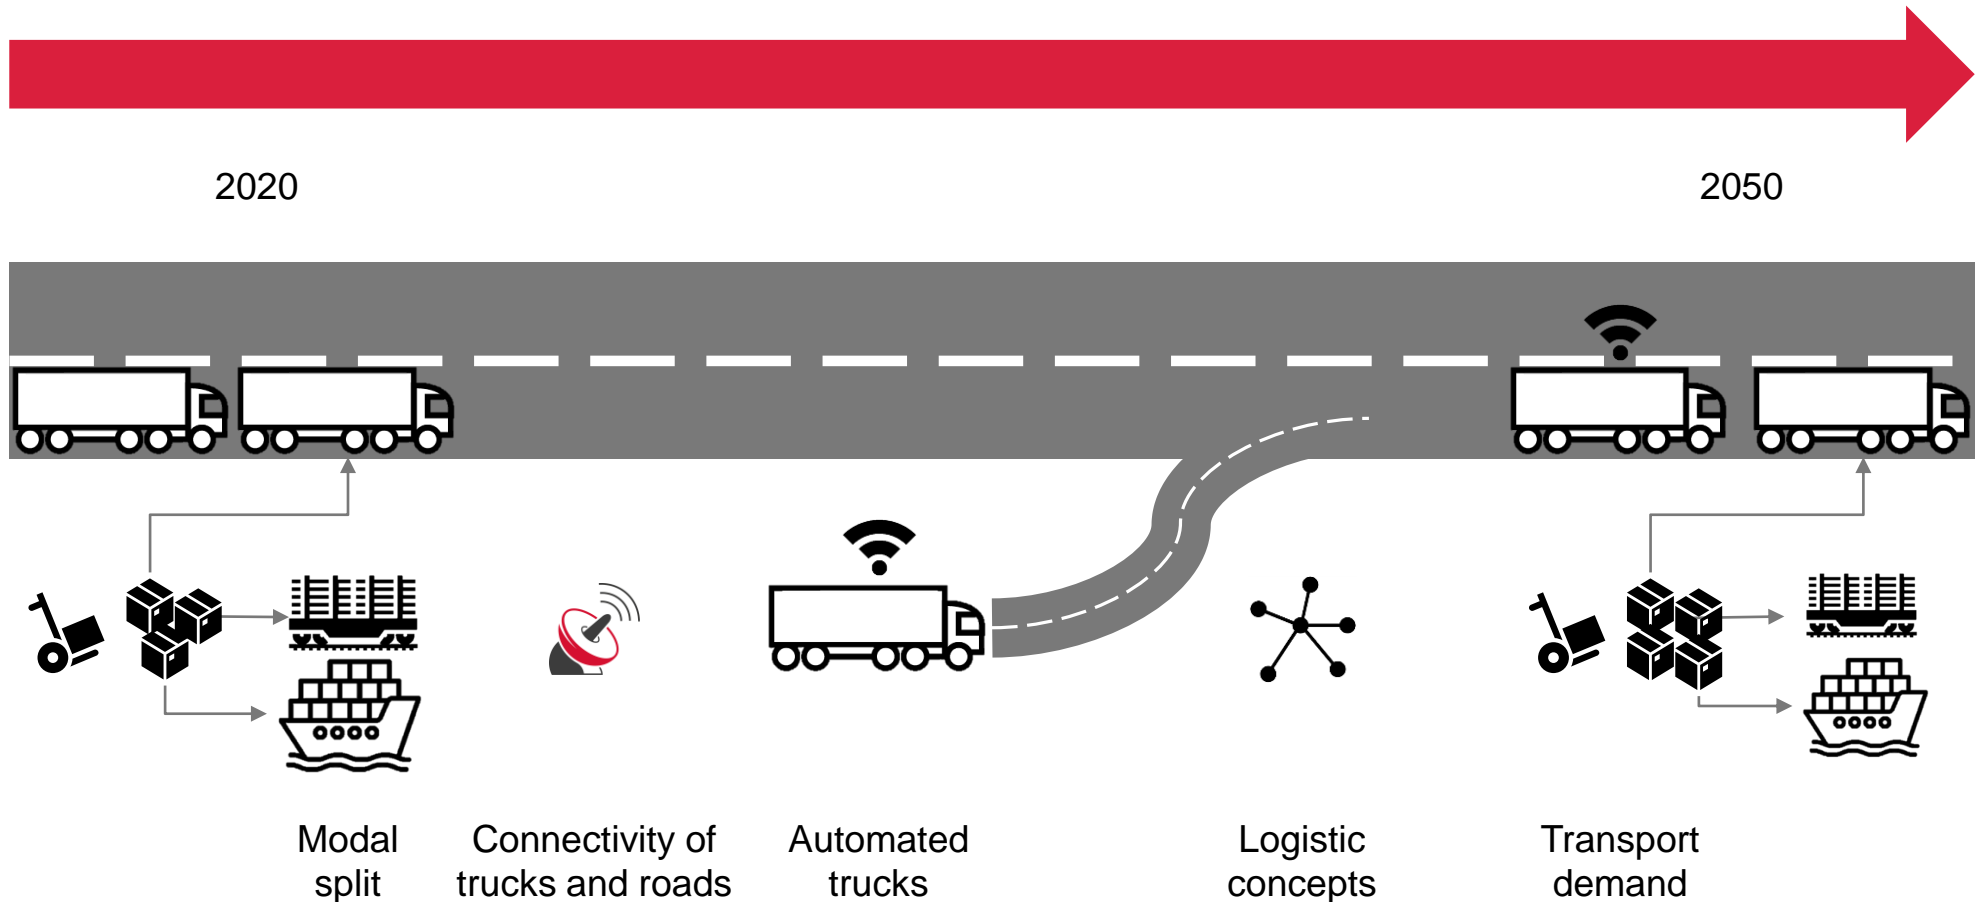 2020
2050
Modal
split
Connectivity of
trucks and roads
Automated
trucks
Logistic
concepts
Transport
demand